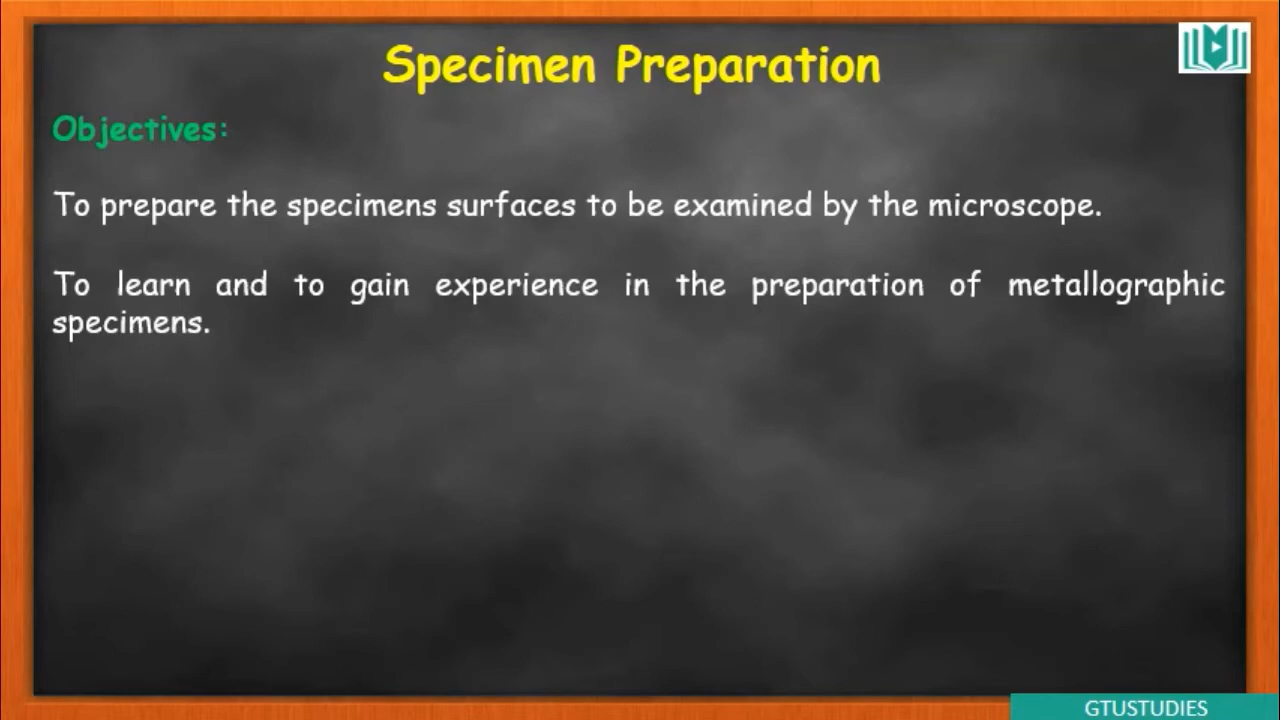 Specimen Preparation
Objectives:
To prepare the specimens surfaces to be examined by the microscope.
To learn and to gain experience in the preparation of metallographic
specimens.
GTUSTUDIES